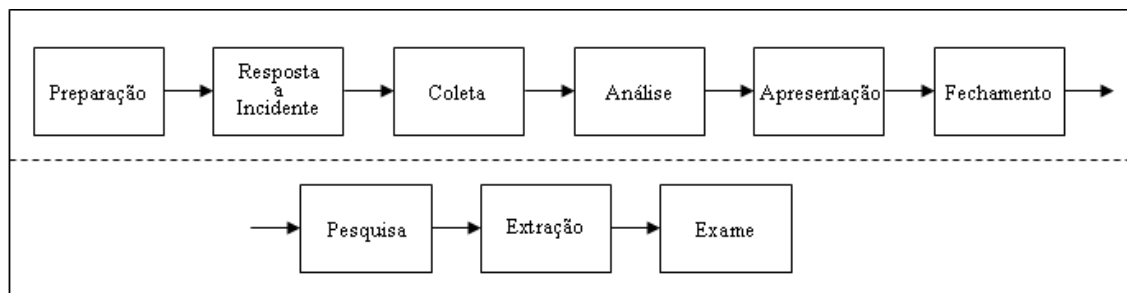 Preparação
Resposta
a
Incidente
Coleta
Análise
Apresentação
Fechamento
Pesquisa
Extração
Exame